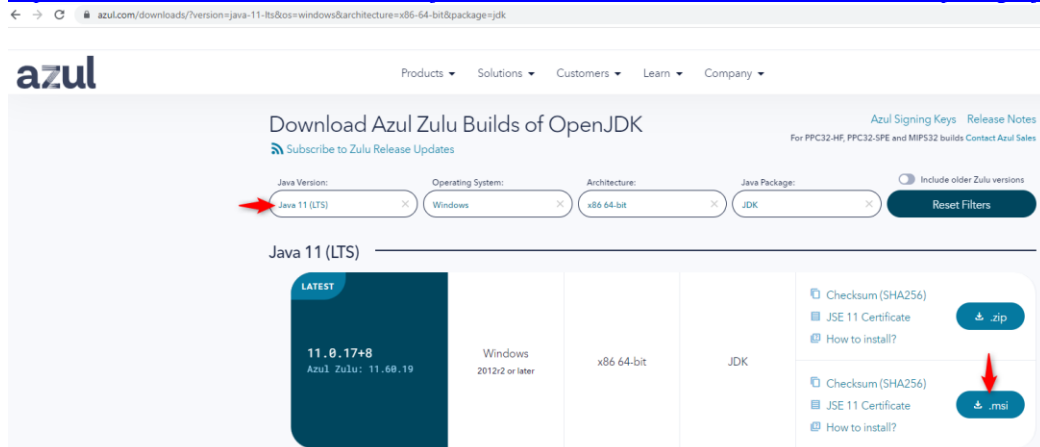 azul.com/downloads/?version=java-11-lts&os=windows&architecture=x86-64-bit&package=jdk
azul
Products Solutions Customers Learn Company
Download Azul Zulu Builds of OpenJDK
Azul Signing Keys Release Notes
Subscribe to Zulu Release Updates
For PPC32-HF, PPC32-SPE and MIPS32 builds Contact Azul Sales
Java Version: Operating System: Architecture: Java Package: Include older Zulu versions
Java 11 (LTS) × Windows × x86 64-bit × JDK × Reset Filters
Java 11 (LTS)
LATEST
11.0.17+8
Azul Zulu: 11.60.19
Windows
2012r2 or later
x86 64-bit
JDK
Checksum (SHA256)
JSE 11 Certificate
How to install?
.zip
Checksum (SHA256)
JSE 11 Certificate
How to install?
.msi